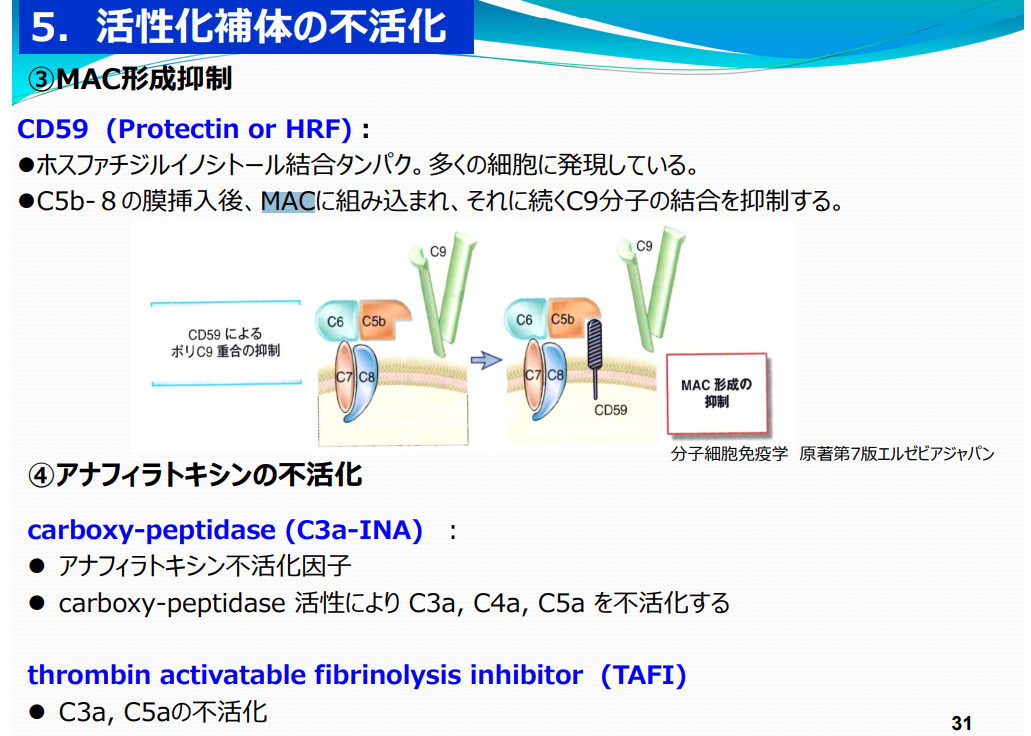 5．活性化補体の不活化
③MAC形成抑制
CD59（Protectin or HRF)：
●ホスファチジルイノシトール結合タンパク。多くの細胞に発現している。
●C5b-８の膜挿入後、MACに組み込まれ、それに続くC9分子の結合を抑制する。
CD59 による
ポリC9 重合の抑制
C9
C6
C5b
C7
C8
C9
C6
C5b
C7
C8
CD59
MAC 形成の
抑制
分子細胞免疫学　原著第7版エルゼビアジャパン
④アナフィラトキシンの不活化
carboxy-peptidase (C3a-INA)　：
● アナフィラトキシン不活化因子
● carboxy-peptidase 活性により C3a, C4a, C5a を不活化する
thrombin activatable fibrinolysis inhibitor（TAFI)
● C3a, C5aの不活化
31